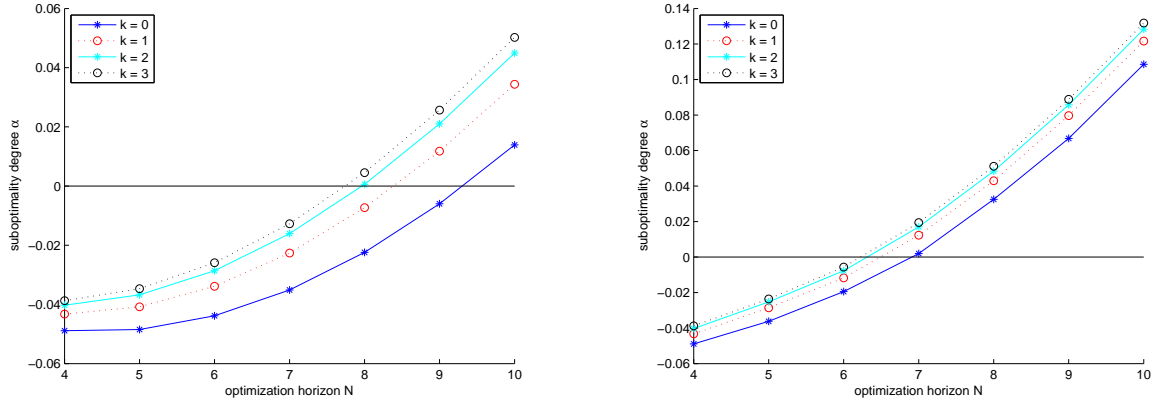 0.06
0.04
0.02
0
−0.02
−0.04
−0.06
4 5 6 7 8 9 10
optimization horizon N
suboptimality degree α
k = 0
k = 1
k = 2
k = 3
0.14
0.12
0.1
0.08
0.06
0.04
0.02
0
−0.02
−0.04
−0.06
4 5 6 7 8 9 10
optimization horizon N
suboptimality degree α
k = 0
k = 1
k = 2
k = 3